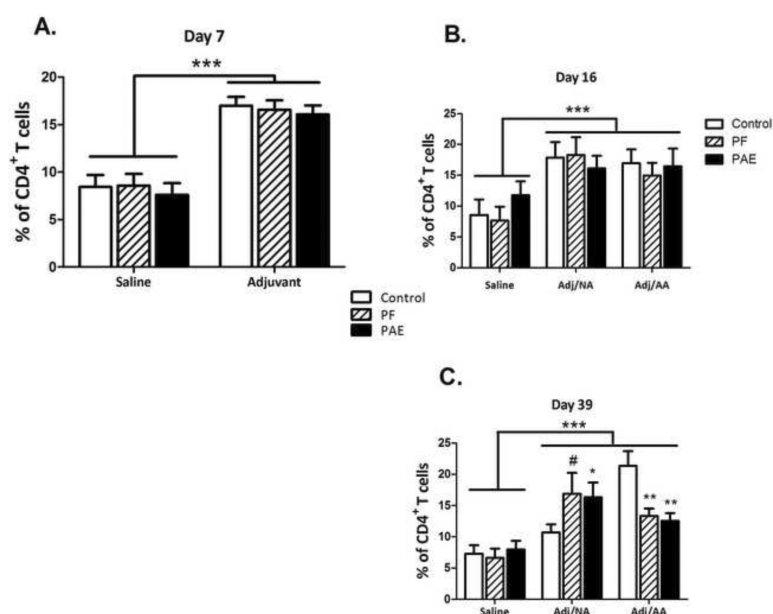 A.
Day 7
***
20
15
10
5
0
% of CD4⁺ T cells
Saline Adjuvant
Control
PF
PAE
B.
Day 16
***
25
20
15
10
5
0
% of CD4⁺ T cells
Saline Adj/NA Adj/AA
Control
PF
PAE
C.
Day 39
***
# * ** **
25
20
15
10
5
0
% of CD4⁺ T cells
Saline Adj/NA Adj/AA